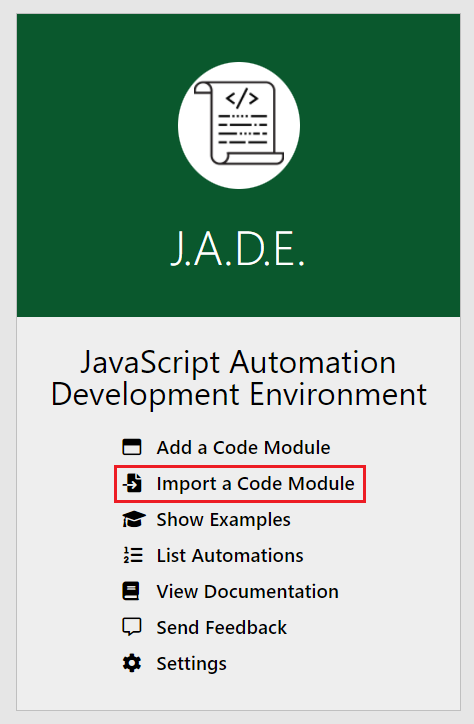 </>
J.A.D.E.
JavaScript Automation
Development Environment
Add a Code Module
Import a Code Module
Show Examples
List Automations
View Documentation
Send Feedback
Settings